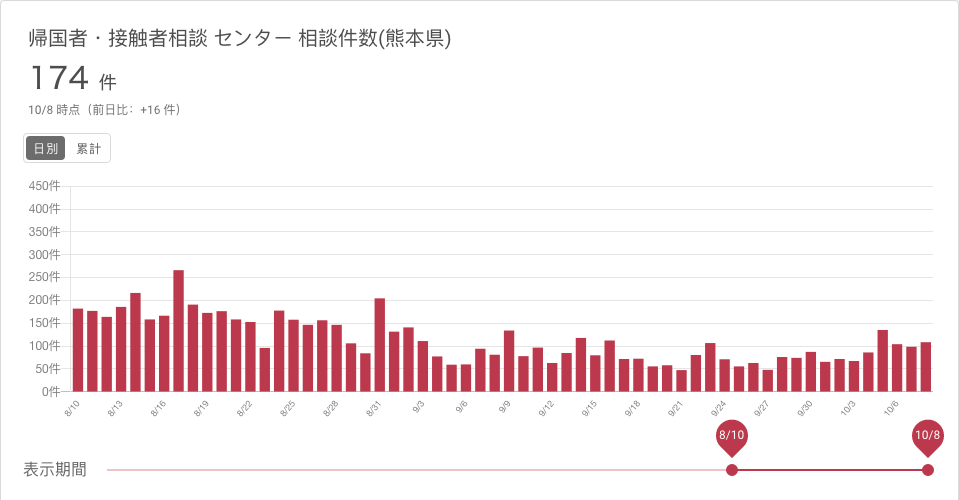 帰国者・接触者相談 センター 相談件数(熊本県)
174 件
10/8 時点（前日比：+16 件）
日別 累計
450件
400件
350件
300件
250件
200件
150件
100件
50件
0件
8/10 8/13 8/16 8/19 8/22 8/25 8/28 8/31 9/3 9/6 9/9 9/12 9/15 9/18 9/21 9/24 9/27 9/30 10/3 10/6
8/10 10/8
表示期間